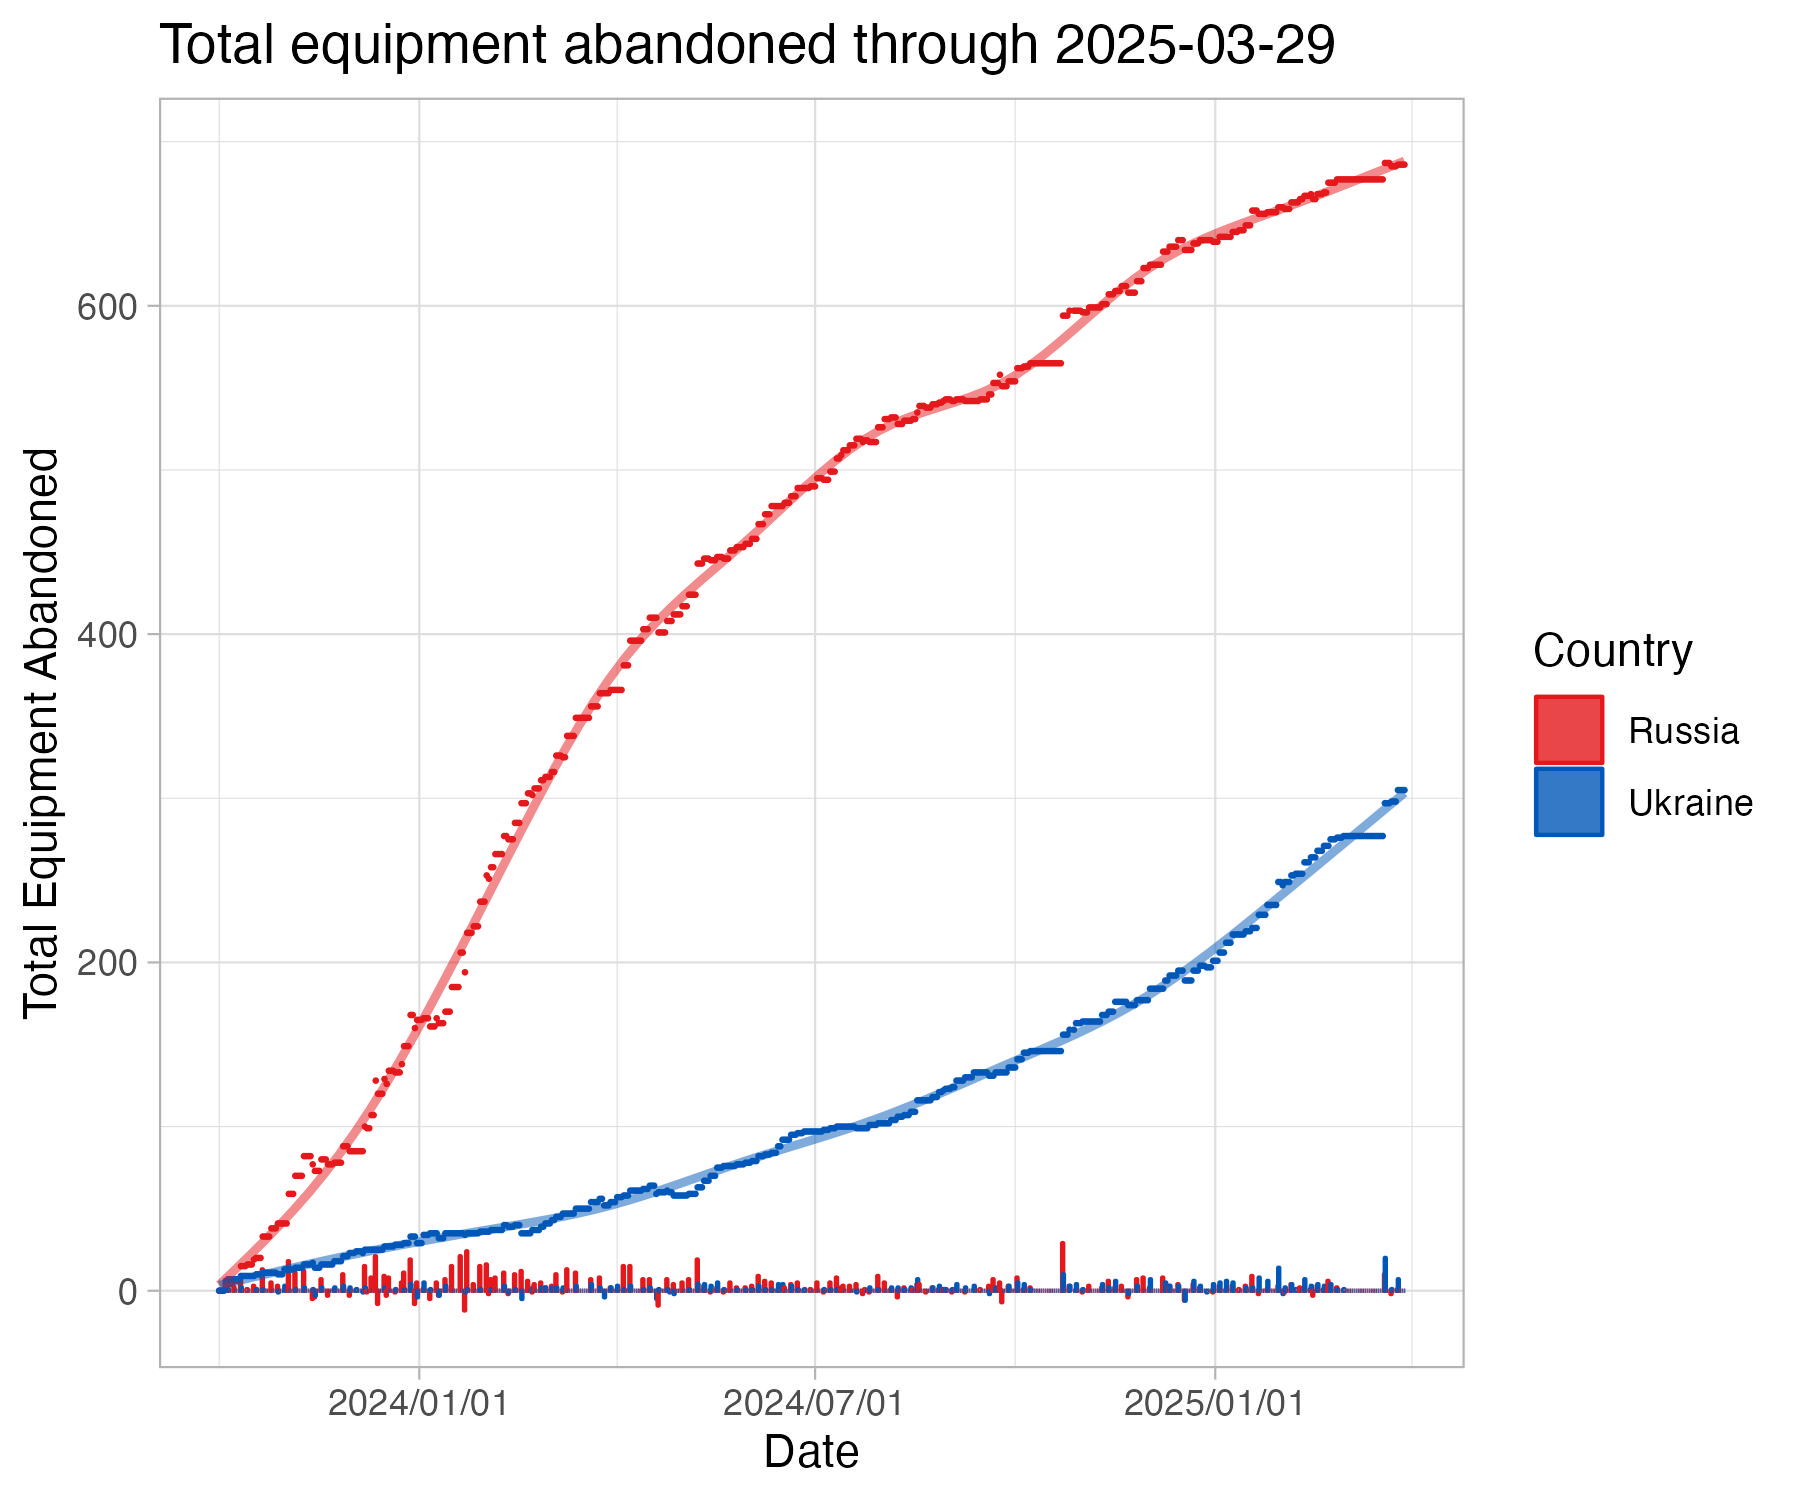 Total equipment abandoned through 2025-03-29
Total Equipment Abandoned
600
400
200
0
2024/01/01
2024/07/01
2025/01/01
Date
Country
Russia
Ukraine